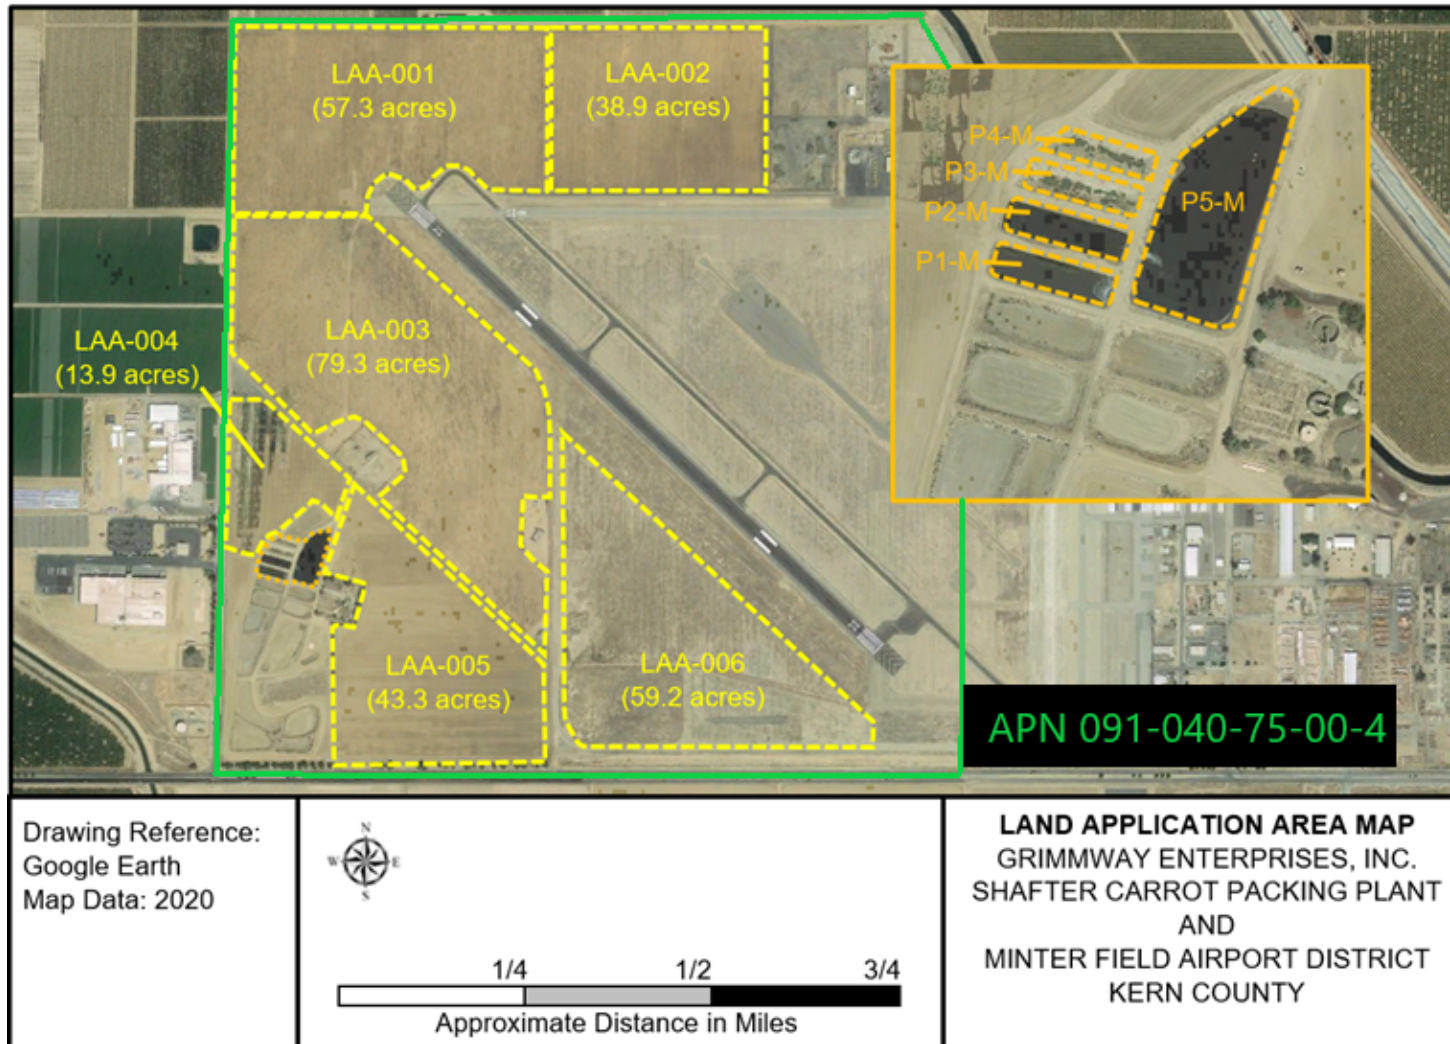 LAA-001
(57.3 acres)
LAA-002
(38.9 acres)
P4-M
P3-M
P2-M
P1-M
P5-M
LAA-003
(79.3 acres)
LAA-004
(13.9 acres)
LAA-005
(43.3 acres)
LAA-006
(59.2 acres)
APN 091-040-75-00-4
Drawing Reference:
Google Earth
Map Data: 2020
N
W E
S
1/4 1/2 3/4
Approximate Distance in Miles
LAND APPLICATION AREA MAP
GRIMMWAY ENTERPRISES, INC.
SHAFTER CARROT PACKING PLANT
AND
MINTER FIELD AIRPORT DISTRICT
KERN COUNTY